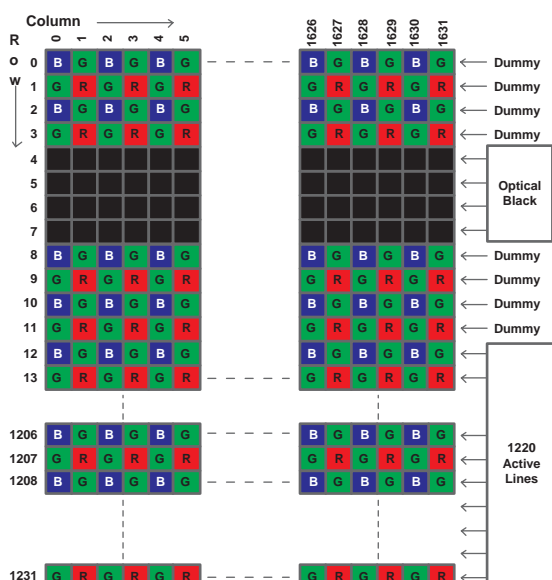 Column
0 1 2 3 4 5 1626 1627 1628 1629 1630 1631
Row
0 B G B G B G B G B G B G Dummy
1 G R G R G R G R G R G R Dummy
2 B G B G B G B G B G B G Dummy
3 G R G R G R G R G R G R Dummy
4
5 Optical
6 Black
7
8 B G B G B G B G B G B G Dummy
9 G R G R G R G R G R G R Dummy
10 B G B G B G B G B G B G Dummy
11 G R G R G R G R G R G R Dummy
12 B G B G B G B G B G B G
13 G R G R G R G R G R G R
1206 B G B G B G B G B G B G 1220
1207 G R G R G R G R G R G R Active
1208 B G B G B G B G B G B G Lines
1231 G R G R G R G R G R G R